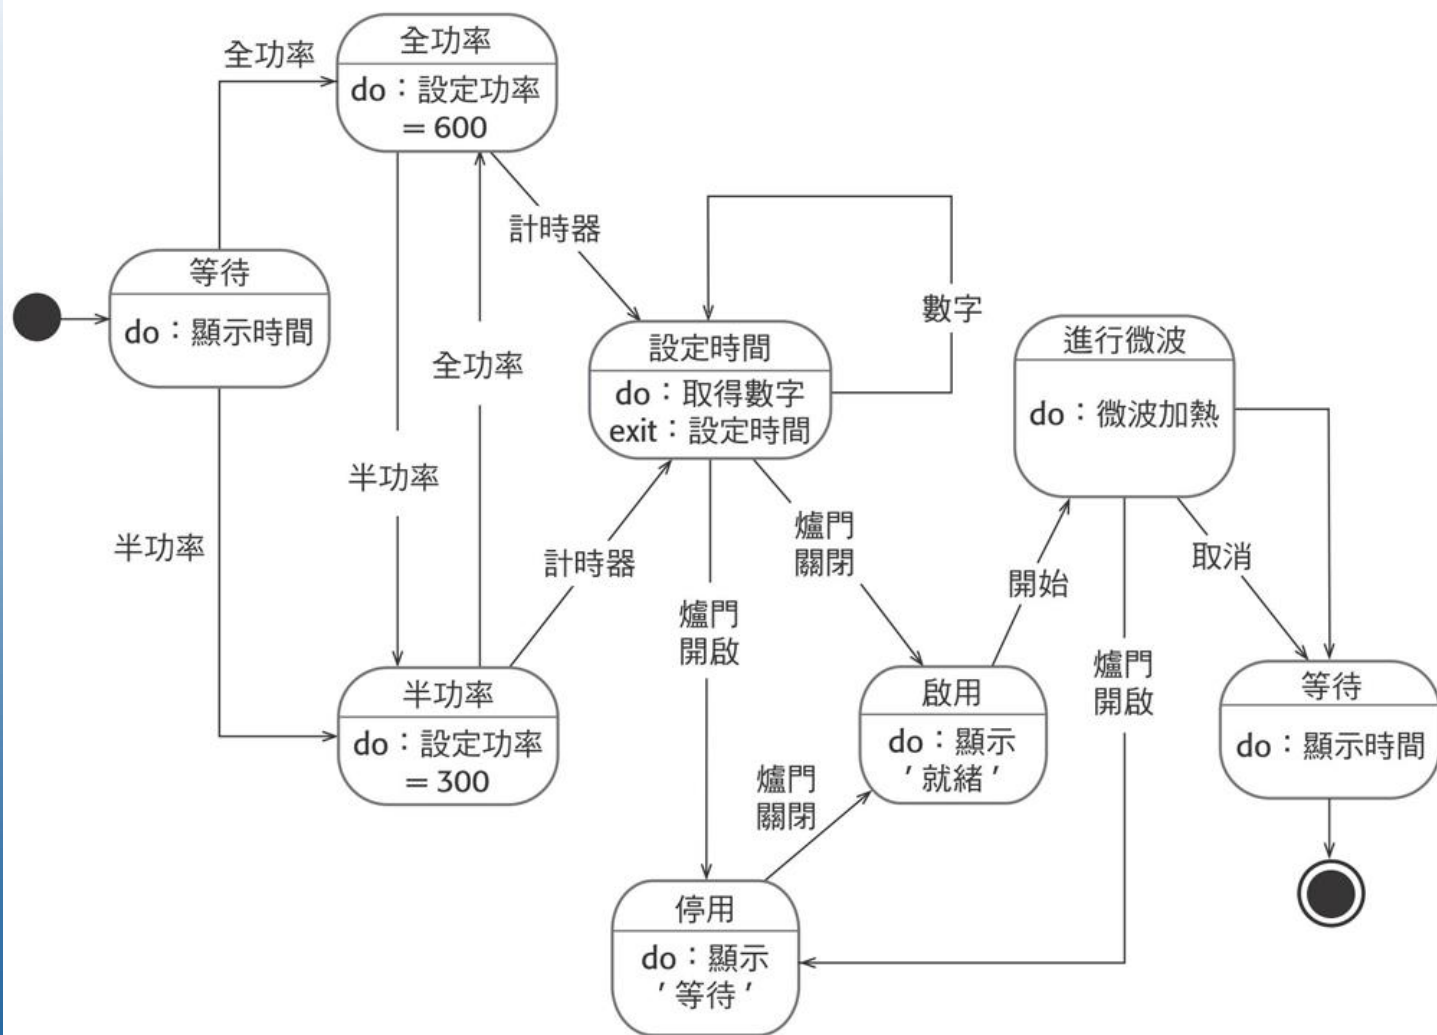 全功率
全功率
do：設定功率
= 600
計時器
等待
do：顯示時間
數字
設定時間
do：取得數字
exit：設定時間
進行微波
do：微波加熱
全功率
半功率
半功率
計時器
爐門
關閉
開始
取消
爐門
開啟
爐門
開啟
半功率
do：設定功率
= 300
啟用
do：顯示
'就緒'
等待
do：顯示時間
爐門
關閉
停用
do：顯示
'等待'